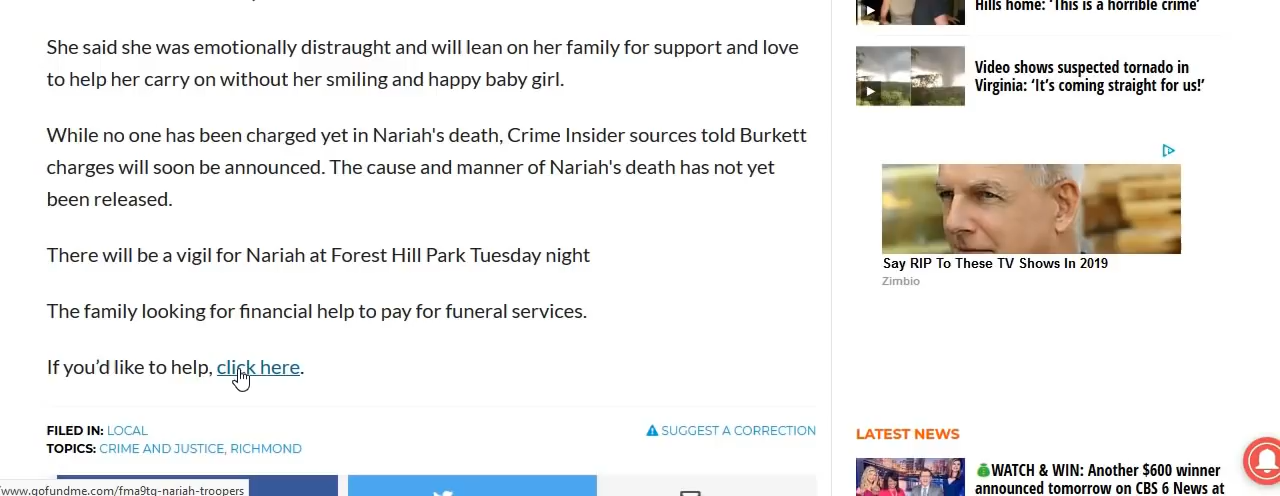 She said she was emotionally distraught and will lean on her family for support and love
to help her carry on without her smiling and happy baby girl.
While no one has been charged yet in Nariah's death, Crime Insider sources told Burkett
charges will soon be announced. The cause and manner of Nariah's death has not yet
been released.
There will be a vigil for Nariah at Forest Hill Park Tuesday night
The family looking for financial help to pay for funeral services.
If you’d like to help, click here.
FILED IN: LOCAL
SUGGEST A CORRECTION
TOPICS: CRIME AND JUSTICE, RICHMOND
/www.gofundme.com/fma9tq-nariah-troopers
Hills home: ‘This is a horrible crime’
Video shows suspected tornado in
Virginia: ‘It’s coming straight for us!’
Say RIP To These TV Shows In 2019
Zimbio
LATEST NEWS
WATCH & WIN: Another $600 winner
announced tomorrow on CBS 6 News at